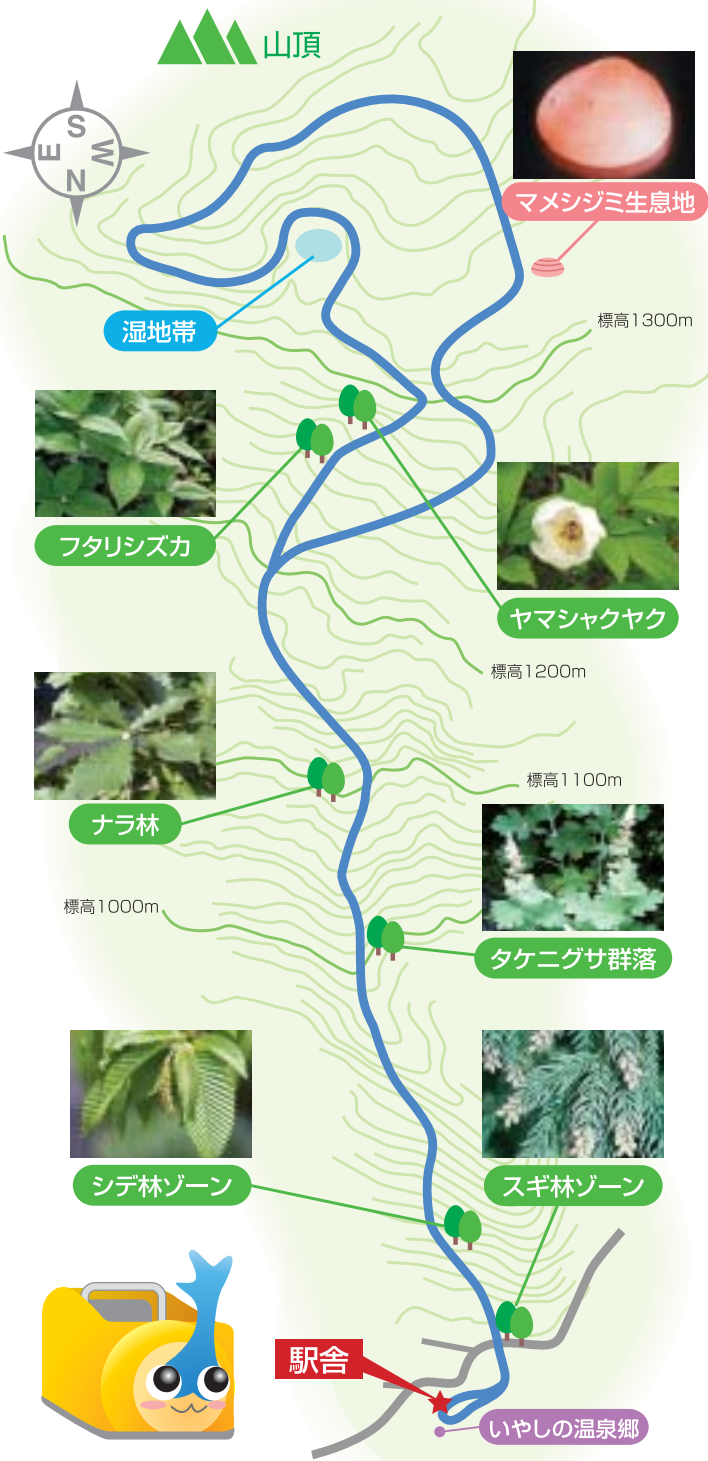 山頂
S
E
W
N
マメシジミ生息地
湿地帯
標高1300m
フタリシズカ
ヤマシャクヤク
標高1200m
標高1100m
ナラ林
標高1000m
タケニグサ群落
シデ林ゾーン
スギ林ゾーン
駅舎
いやしの温泉郷